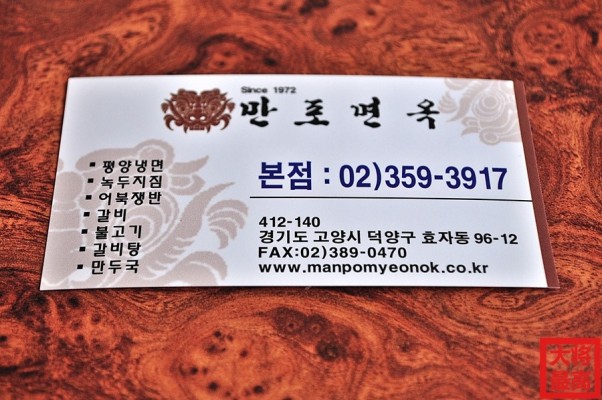 Since 1972
만포면옥
평양냉면
녹두지짐
어북쟁반
갈비
불고기
갈비탕
만두국
본점 : 02)359-3917
412-140
경기도 고양시 덕양구 효자동 96-12
FAX:02)389-0470
www.manpomyeonok.co.kr